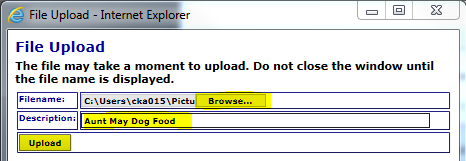 File Upload - Internet Explorer
File Upload
The file may take a moment to upload. Do not close the window until
the file name is displayed.
Filename: C:\Users\cka015\Pictu Browse...
Description: Aunt May Dog Food
Upload